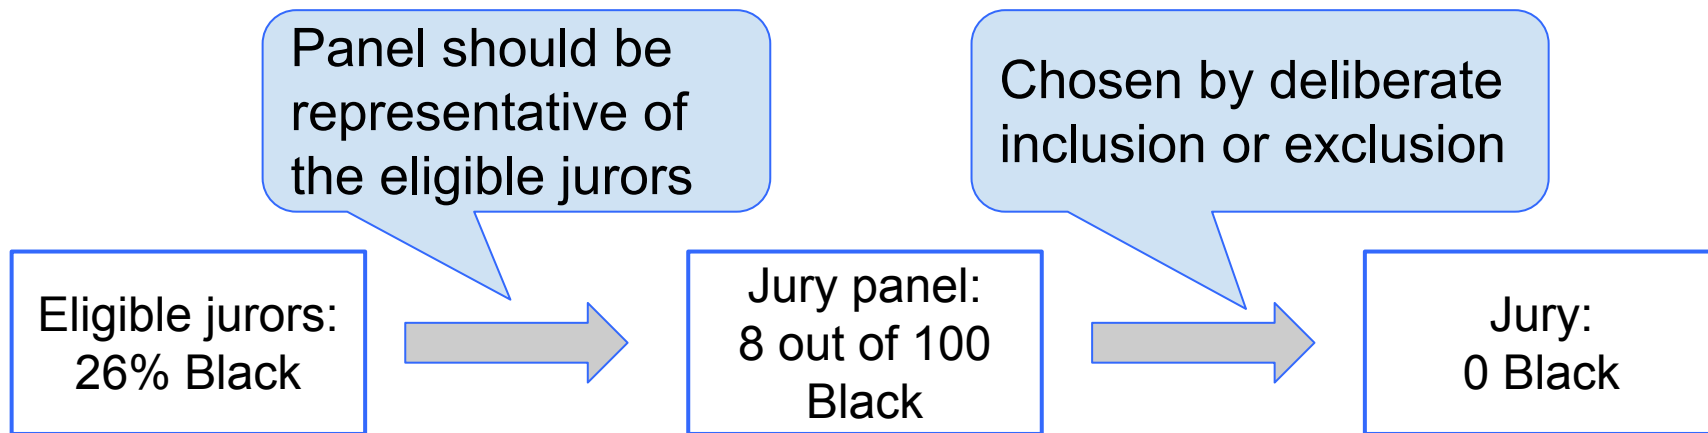 Panel should be
representative of
the eligible jurors
Chosen by deliberate
inclusion or exclusion
Eligible jurors:
26% Black
Jury panel:
8 out of 100
Black
Jury:
0 Black